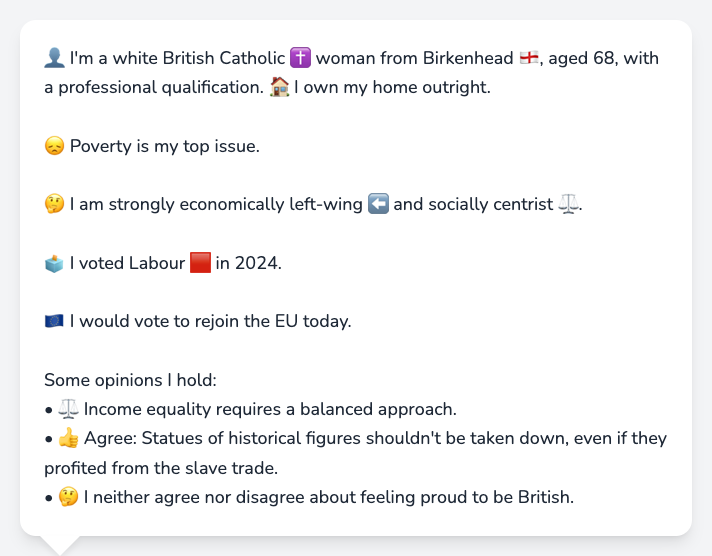 👤 I'm a white British Catholic ✝️ woman from Birkenhead 🏴󠁧󠁢󠁥󠁮󠁧󠁿, aged 68, with
a professional qualification. 🏠 I own my home outright.
😞 Poverty is my top issue.
🤔 I am strongly economically left-wing ⬅️ and socially centrist ⚖️.
🗳️ I voted Labour 🟥 in 2024.
🇪🇺 I would vote to rejoin the EU today.
Some opinions I hold:
• ⚖️ Income equality requires a balanced approach.
• 👍 Agree: Statues of historical figures shouldn't be taken down, even if they
profited from the slave trade.
• 🤔 I neither agree nor disagree about feeling proud to be British.